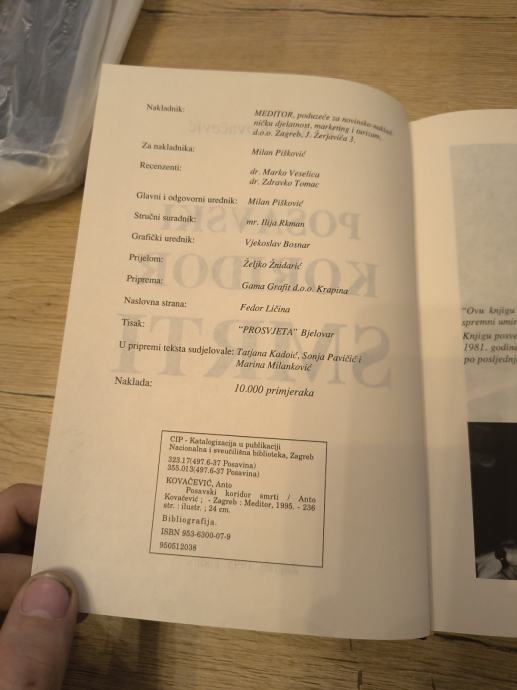 Nakladnik: MEDITOR, poduzeće za novinsko-naklad-
ničku djelatnost, marketing i turizam,
d.o.o. Zagreb, J. Žerjavića 3.
Za nakladnika: Milan Pišković
Recenzenti: dr. Marko Veselica
dr. Zdravko Tomac
Glavni i odgovorni urednik: Milan Pišković
Stručni suradnik: mr. Ilija Rkman
Grafički urednik: Vjekoslav Bosnar
Prijelom: Željko Žnidarić
Priprema: Gama Grafit d.o.o. Krapina
Naslovna strana: Fedor Ličina
Tisak: "PROSVJETA" Bjelovar
U pripremi teksta sudjelovale: Tatjana Kadoić, Sonja Pavičić i
Marina Milanković
Naklada: 10.000 primjeraka
CIP - Katalogizacija u publikaciji
Nacionalna i sveučilišna biblioteka, Zagreb
323.17(497.6-37 Posavina)
355.013(497.6-37 Posavina)
KOVAČEVIĆ, Anto
Posavski koridor smrti / Anto
Kovačević ; - Zagreb : Meditor, 1995. - 236
str. : ilustr. ; 24 cm.
Bibliografija.
ISBN 953-6300-07-9
950512038
"Ovu knjigu
spremni umir
Knjigu posve
1981. godine
po posljednj